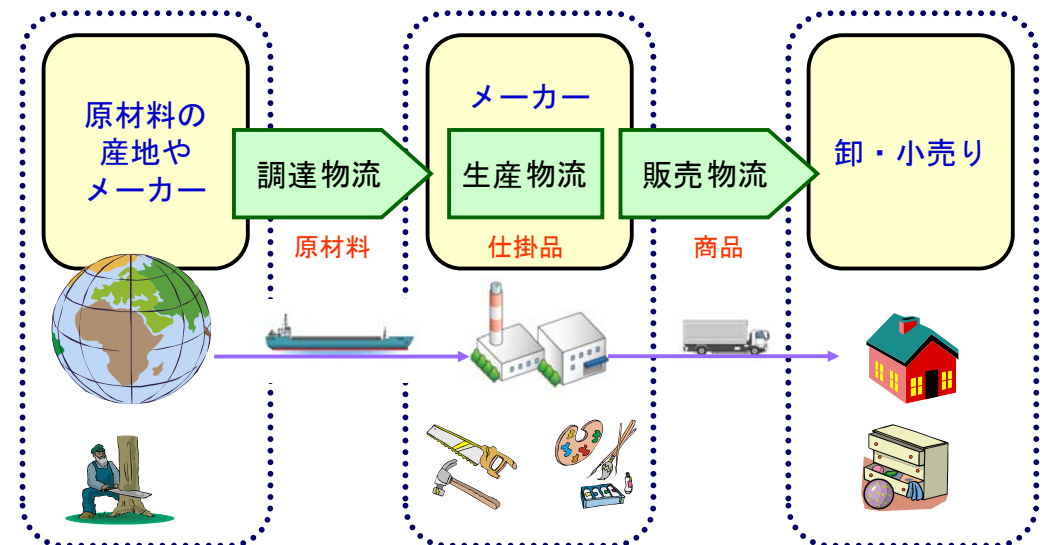 原材料の
産地や
メーカー
調達物流
原材料
メーカー
生産物流
仕掛品
販売物流
商品
卸・小売り